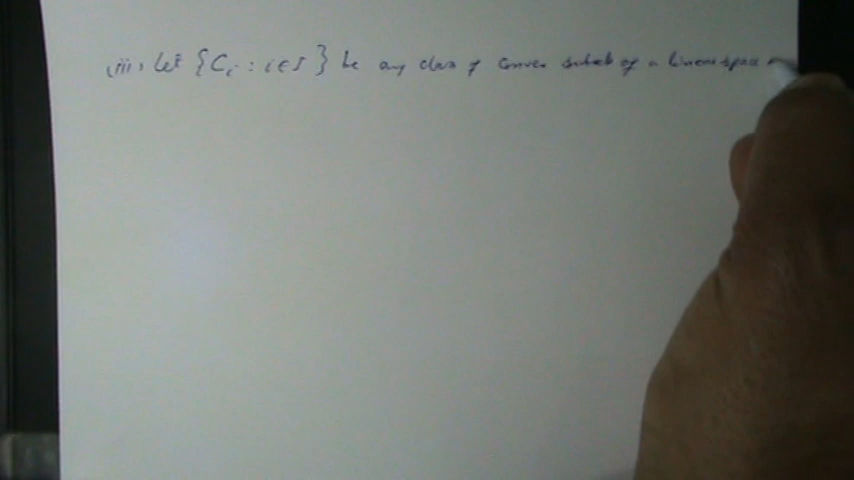 (iii) Let {C_i : i ∈ I} be any class of convex subsets of a linear space